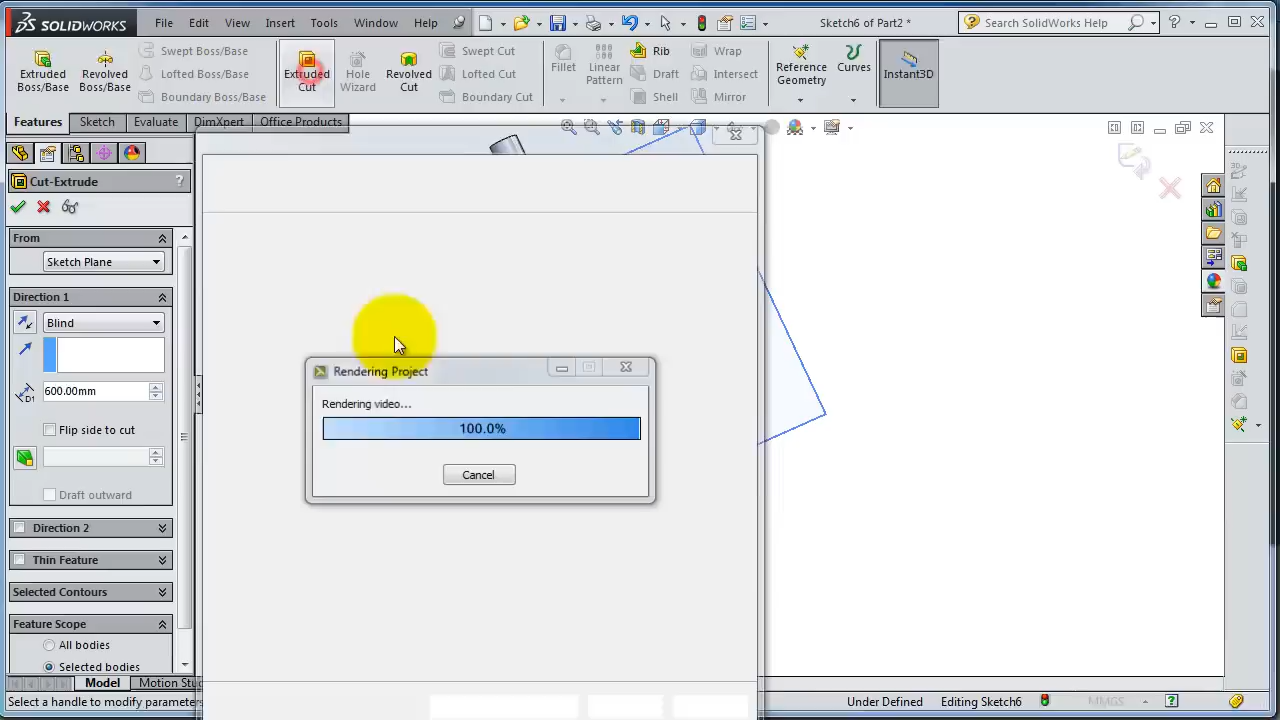 SOLIDWORKS File Edit View Insert Tools Window Help Sketch6 of Part2 * Search SolidWorks Help
Extruded Boss/Base
Revolved Boss/Base
Swept Boss/Base
Lofted Boss/Base
Boundary Boss/Base
Extruded Cut
Hole Wizard
Revolved Cut
Swept Cut
Lofted Cut
Boundary Cut
Fillet
Linear Pattern
Rib
Draft
Shell
Wrap
Intersect
Mirror
Reference Geometry
Curves
Instant3D
Features Sketch Evaluate DimXpert Office Products
Cut-Extrude ?
From
Sketch Plane
Direction 1
Blind
D1 600.00mm
Flip side to cut
Draft outward
Direction 2
Thin Feature
Selected Contours
Feature Scope
All bodies
Selected bodies
Rendering Project
Rendering video...
100.0%
Cancel
Model Motion Stu
Select a handle to modify parameters Under Defined Editing Sketch6 MMGS